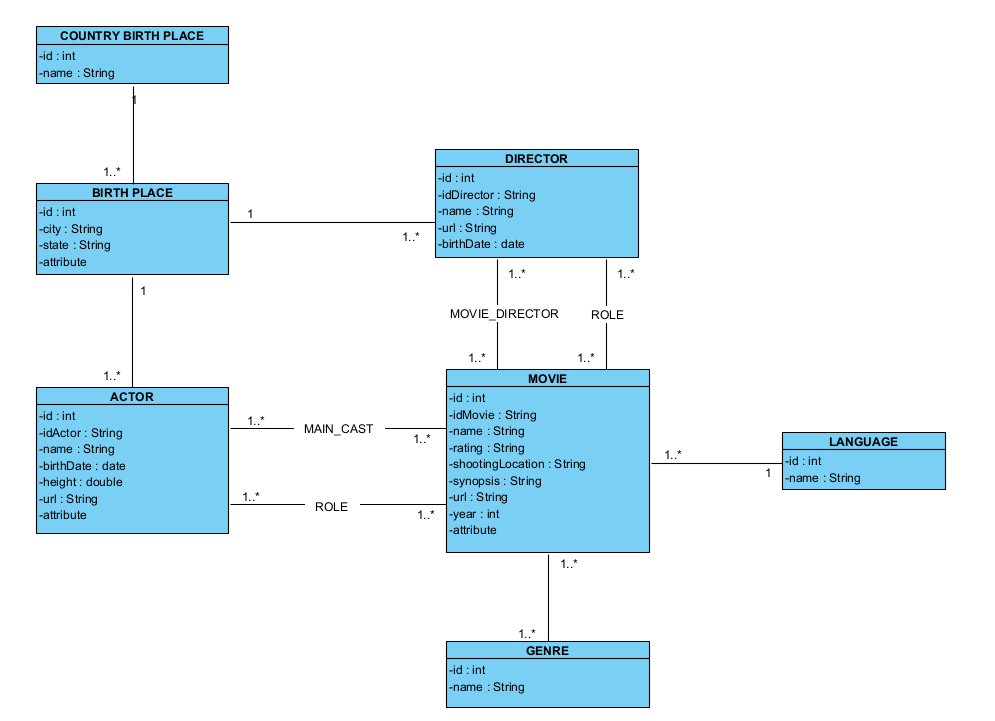 COUNTRY BIRTH PLACE
-id : int
-name : String
1
1..*
BIRTH PLACE
-id : int
-city : String
-state : String
-attribute
1
1..*
DIRECTOR
-id : int
-idDirector : String
-name : String
-url : String
-birthDate : date
1..*
1..*
MOVIE_DIRECTOR
ROLE
1..*
1..*
1
1..*
ACTOR
-id : int
-idActor : String
-name : String
-birthDate : date
-height : double
-url : String
-attribute
1..*
MAIN_CAST
1..*
1..*
ROLE
1..*
MOVIE
-id : int
-idMovie : String
-name : String
-rating : String
-shootingLocation : String
-synopsis : String
-url : String
-year : int
-attribute
1..*
1
LANGUAGE
-id : int
-name : String
1..*
1..*
GENRE
-id : int
-name : String